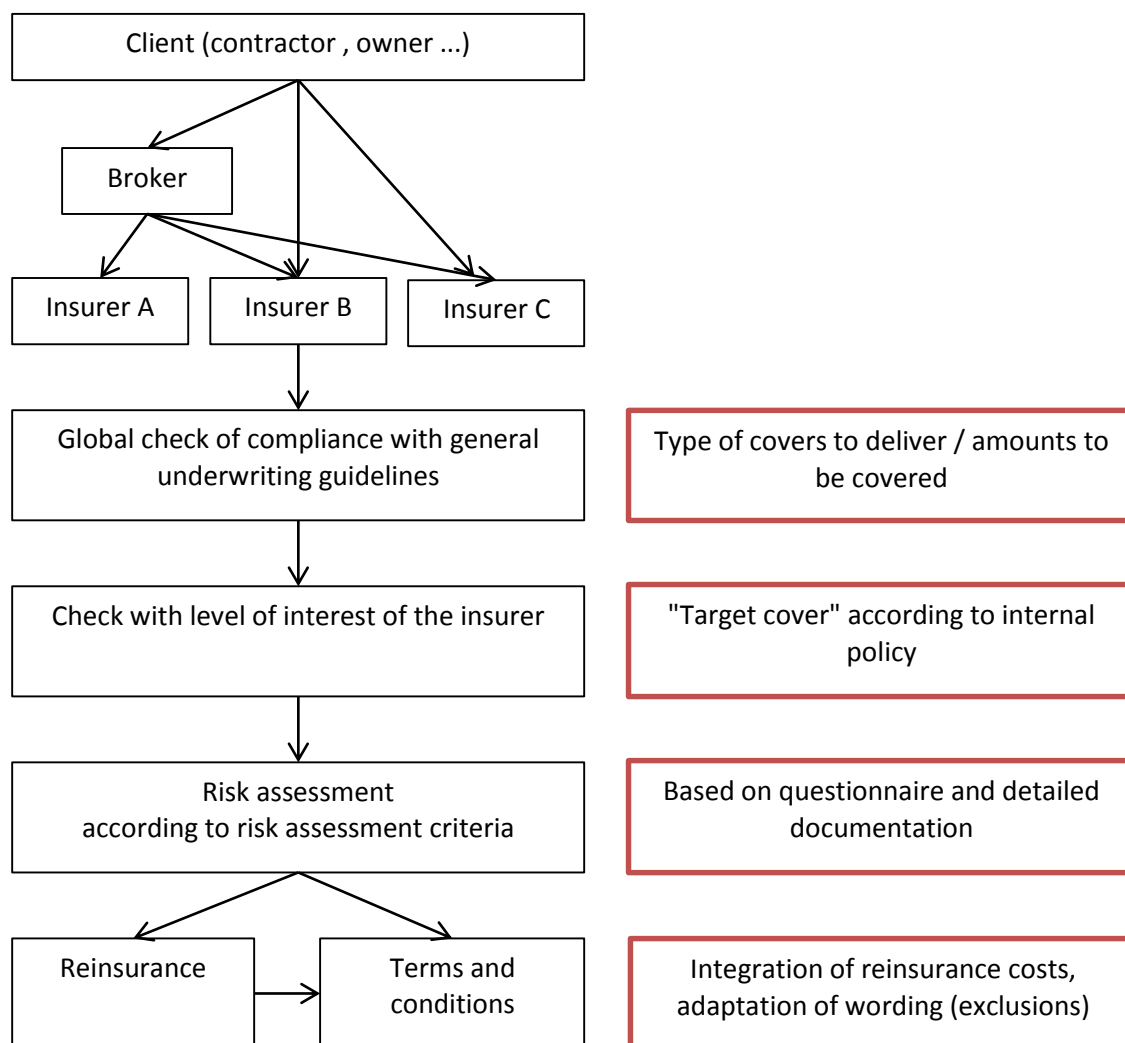 Client (contractor , owner ...)
Broker
Insurer A
Insurer B
Insurer C
Global check of compliance with general
underwriting guidelines
Type of covers to deliver / amounts to
be covered
Check with level of interest of the insurer
"Target cover" according to internal
policy
Risk assessment
according to risk assessment criteria
Based on questionnaire and detailed
documentation
Reinsurance
Terms and
conditions
Integration of reinsurance costs,
adaptation of wording (exclusions)